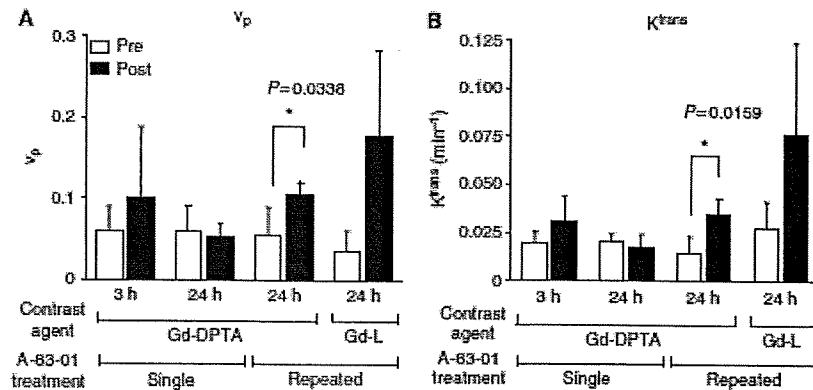 A
vp
0.3
0.2
0.1
0
vp
Pre
Post
P=0.0338
*
3 h 24 h 24 h 24 h
Contrast agent
Gd-DPTA Gd-L
A-83-01 treatment
Single Repeated
B
Ktrans
0.125
0.100
0.075
0.050
0.025
0
Ktrans (min–1)
P=0.0159
*
3 h 24 h 24 h 24 h
Contrast agent
Gd-DPTA Gd-L
A-83-01 treatment
Single Repeated